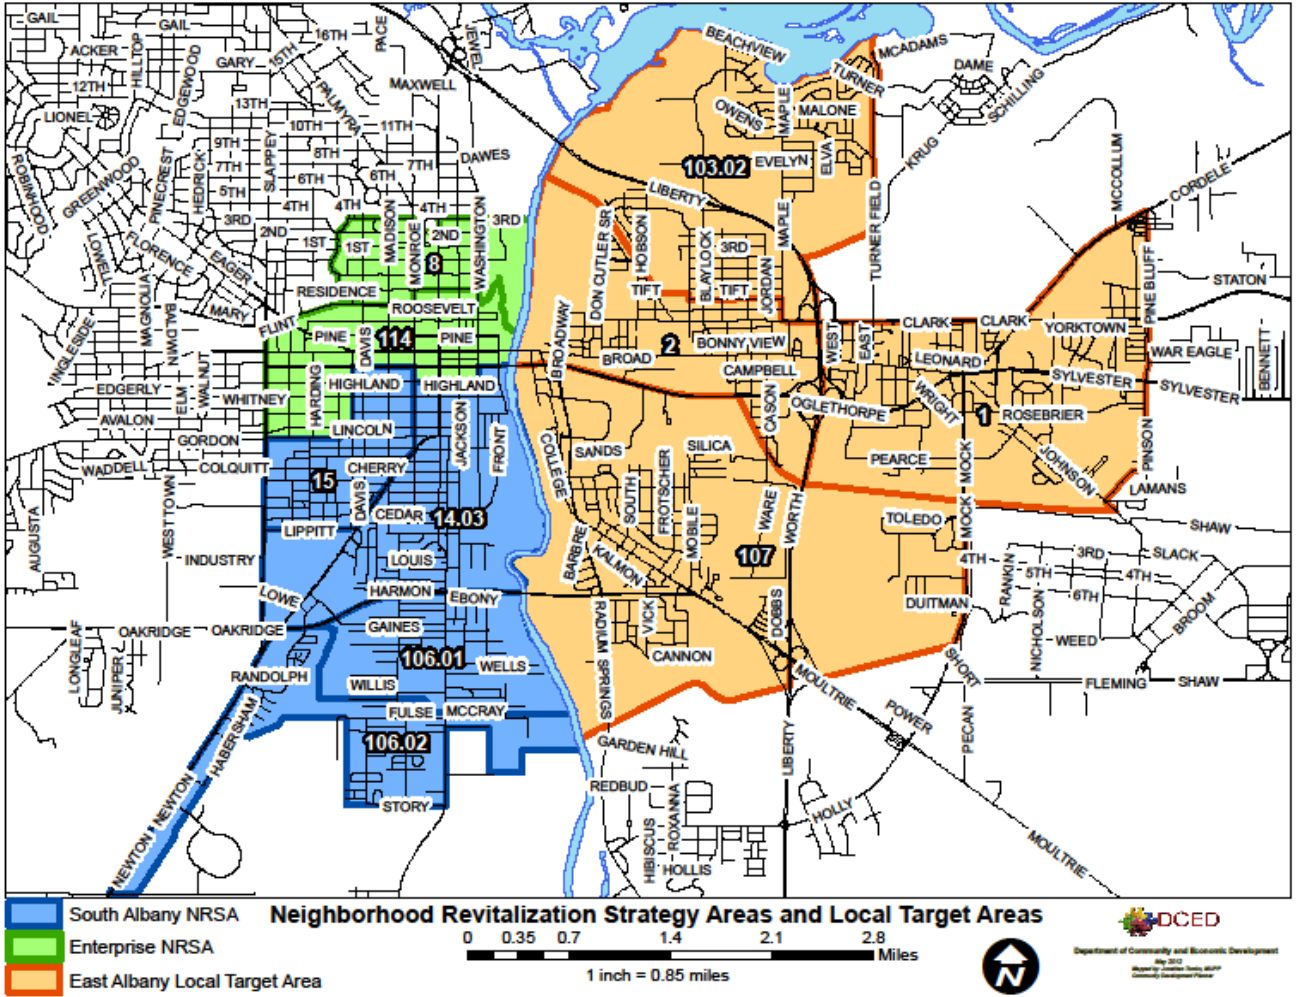 GAIL
GAIL
16TH
PACE
JEWEL
BEACHVIEW
MCADAMS
ACKER
HILLTOP
EDGEWOOD
GARY
15TH
TURNER
DAME
12TH
PALMYRA
MAXWELL
SCHILLING
LIONEL
13TH
OWENS
MAPLE
MALONE
10TH
11TH
9TH
8TH
DAWES
ROBINHOOD
GREENWOOD
PINECREST
HEDRICK
SLAPPEY
7TH
7TH
6TH
6TH
5TH
103.02
EVELYN
ELVA
KRUG
MCCOLLUM
CORDELE
LIBERTY
4TH
4TH
4TH
3RD
3RD
2ND
2ND
1ST
1ST
MADISON
MONROE
WASHINGTON
8
LOWELL
FLORENCE
EAGER
DON CUTLER SR
HOBSON
BLAYLOCK
3RD
JORDAN
MAPLE
TURNER FIELD
PINE BLUFF
STATON
RESIDENCE
TIFT
TIFT
INGLESIDE
MAGNOLIA
BALDWIN
MARY
FLINT
ROOSEVELT
PINE
DAVIS
114
PINE
BROADWAY
BROAD
2
BONNY VIEW
WEST
EAST
CLARK
CLARK
YORKTOWN
WAR EAGLE
BENNETT
CAMPBELL
LEONARD
SYLVESTER
SYLVESTER
EDGERLY
ELM
WALNUT
WHITNEY
HARDING
HIGHLAND
HIGHLAND
CASON
OGLETHORPE
WRIGHT
1
ROSEBRIER
AVALON
GORDON
LINCOLN
JACKSON
FRONT
WADDELL
COLQUITT
CHERRY
COLLEGE
SANDS
SILICA
PEARCE
MOCK
JOHNSON
PINSON
LAMANS
AUGUSTA
WESTTOWN
15
DAVIS
CEDAR
14.03
SOUTH
FROTSCHER
MOBILE
WARE
WORTH
TOLEDO
MOCK
SHAW
LIPPITT
INDUSTRY
LOUIS
BARBRE
KALMON
107
4TH
RANKIN
3RD
SLACK
5TH
4TH
6TH
LOWE
HARMON
EBONY
VICK
DOBBS
DUITMAN
NICHOLSON
BROOM
OAKRIDGE
OAKRIDGE
GAINES
RADIUM SPRINGS
WEED
LONGLEAF
JUNIPER
106.01
WELLS
CANNON
RANDOLPH
WILLIS
MOULTRIE
SHORT
FLEMING
SHAW
HABERSHAM
FULSE
MCCRAY
POWER
PECAN
106.02
GARDEN HILL
LIBERTY
NEWTON
NEWTON
STORY
REDBUD
HIBISCUS
ROXANNA
HOLLY
HOLLIS
MOULTRIE
South Albany NRSA
Enterprise NRSA
East Albany Local Target Area
Neighborhood Revitalization Strategy Areas and Local Target Areas
0 0.35 0.7 1.4 2.1 2.8
Miles
1 inch = 0.85 miles
N
DCED
Department of Community and Economic Development
May 2012
Community Development Planner